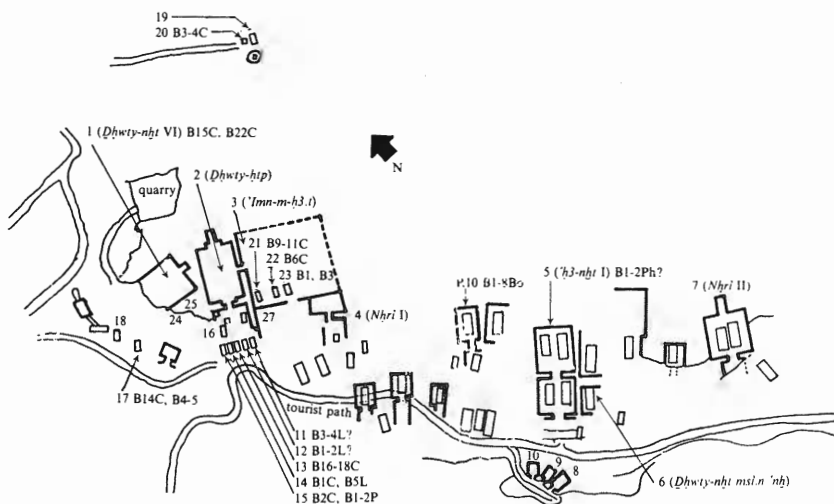 19
20 B3-4C
1 (Ḏḥwty-nḫt VI) B15C, B22C
N
2 (Ḏḥwty-ḥtp)
quarry
3 ('Imn-m-ḥ3.t)
21 B9-11C
22 B6C
23 B1, B3
P.10 B1-8Bo
5 ('ḥ3-nḫt I) B1-2Ph?
7 (Nḥri II)
25
24
18
16
27
4 (Nḥri I)
17 B14C, B4-5
tourist path
11 B3-4L?
12 B1-2L?
13 B16-18C
14 B1C, B5L
15 B2C, B1-2P
10
9
8
6 (Ḏḥwty-nḫt msi.n 'nḫ)